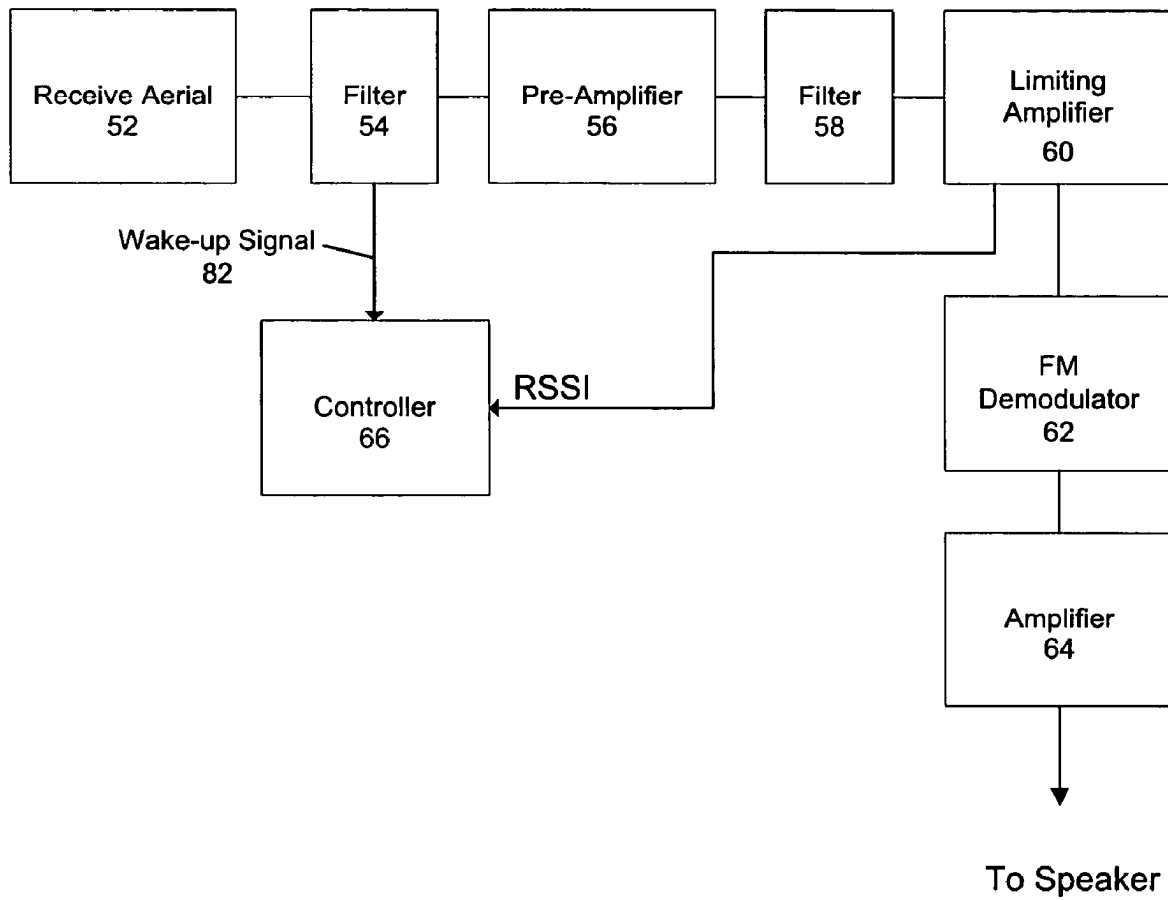 Receive Aerial
52
Filter
54
Pre-Amplifier
56
Filter
58
Limiting
Amplifier
60
Wake-up Signal
82
Controller
66
RSSI
FM
Demodulator
62
Amplifier
64
To Speaker